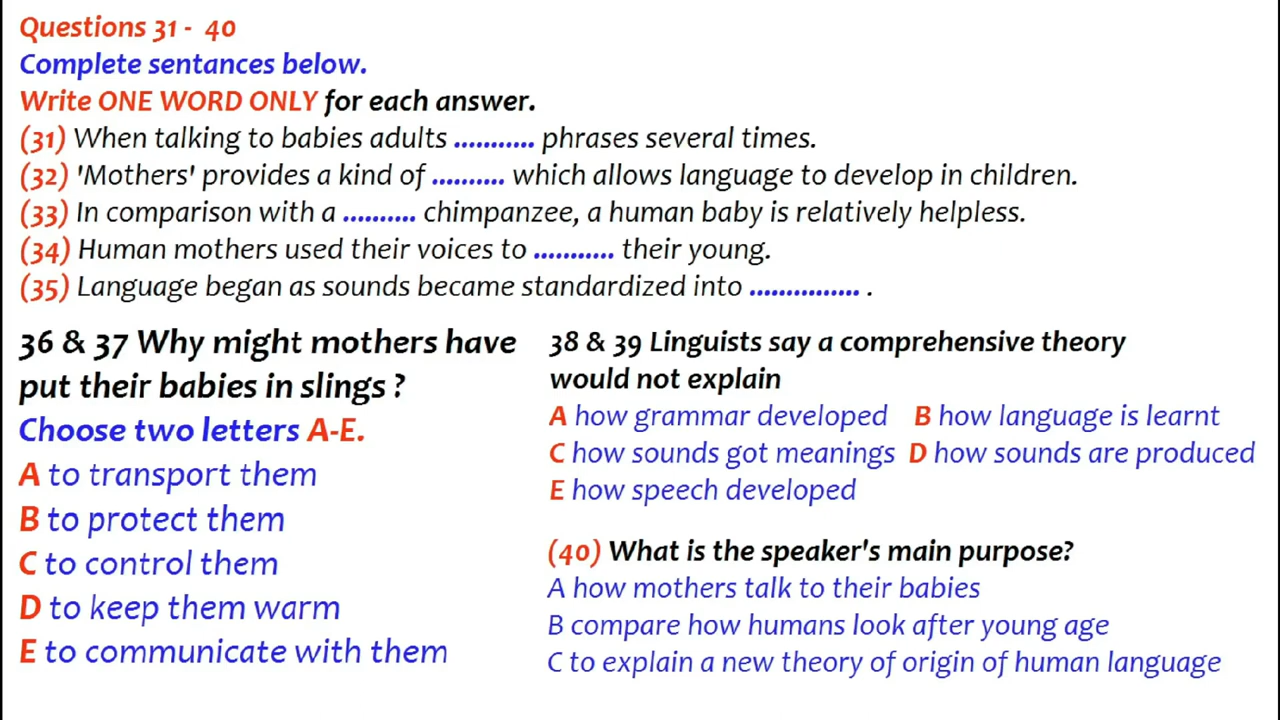 Questions 31 - 40
Complete sentances below.
Write ONE WORD ONLY for each answer.
(31) When talking to babies adults ........... phrases several times.
(32) 'Mothers' provides a kind of .......... which allows language to develop in children.
(33) In comparison with a .......... chimpanzee, a human baby is relatively helpless.
(34) Human mothers used their voices to ........... their young.
(35) Language began as sounds became standardized into ............... .
36 & 37 Why might mothers have
put their babies in slings ?
Choose two letters A-E.
A to transport them
B to protect them
C to control them
D to keep them warm
E to communicate with them
38 & 39 Linguists say a comprehensive theory
would not explain
A how grammar developed B how language is learnt
C how sounds got meanings D how sounds are produced
E how speech developed
(40) What is the speaker's main purpose?
A how mothers talk to their babies
B compare how humans look after young age
C to explain a new theory of origin of human language